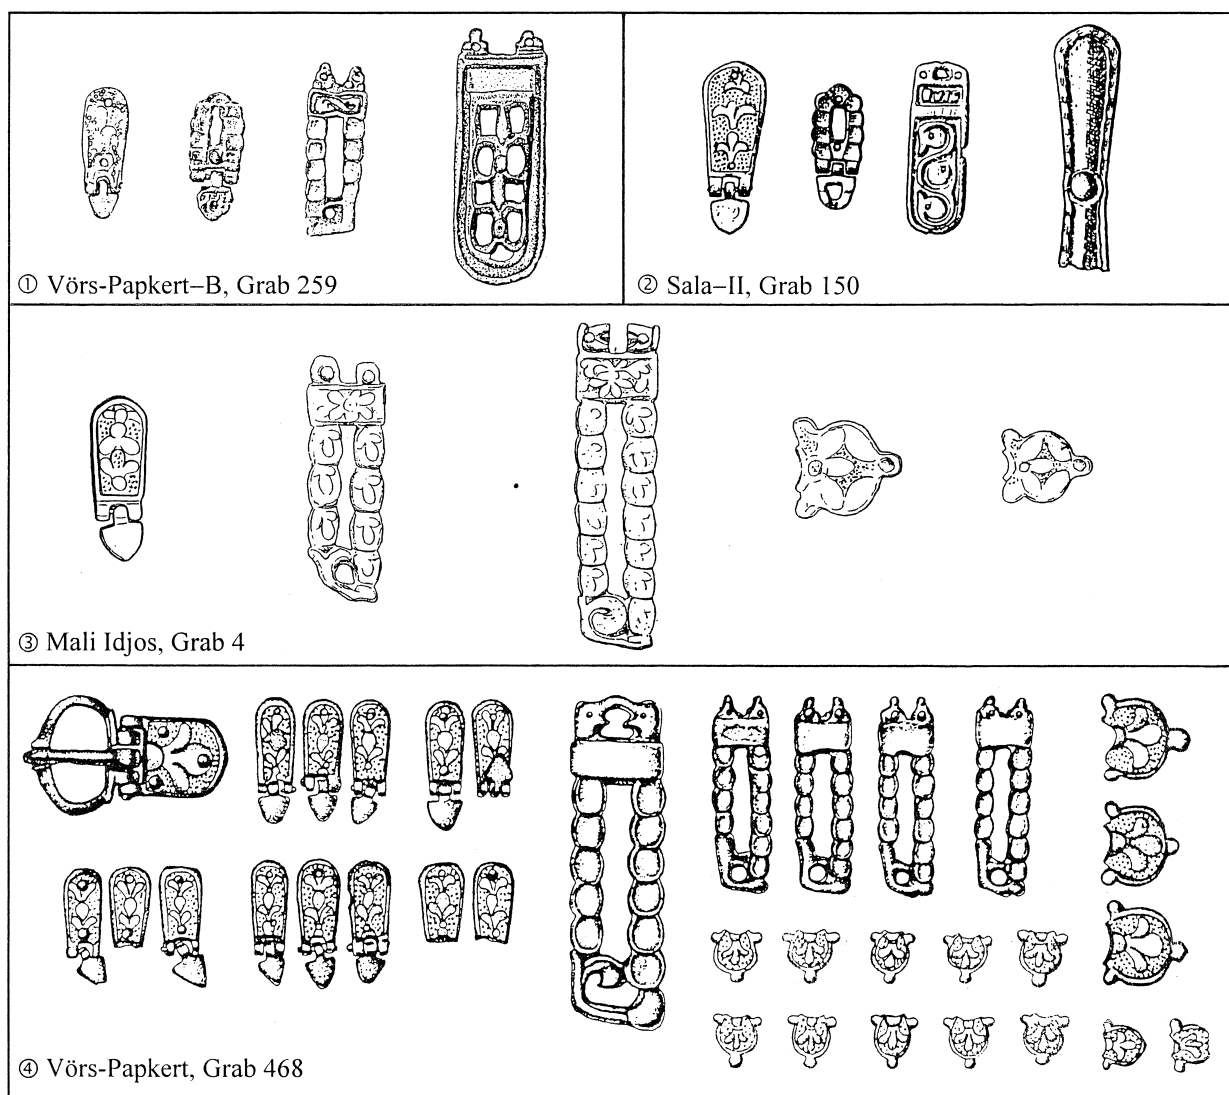 ① Vörs-Papkert–B, Grab 259
② Sala–II, Grab 150
③ Mali Idjos, Grab 4
④ Vörs-Papkert, Grab 468